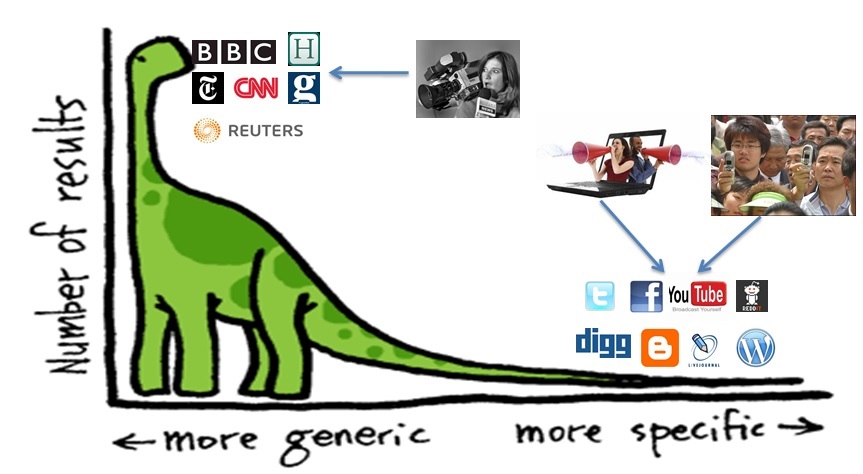 Number of results
BBC H
T CNN g
REUTERS
t f YouTube
Broadcast Yourself
REDDIT
digg B LIVEJOURNAL W
←more generic
more specific→